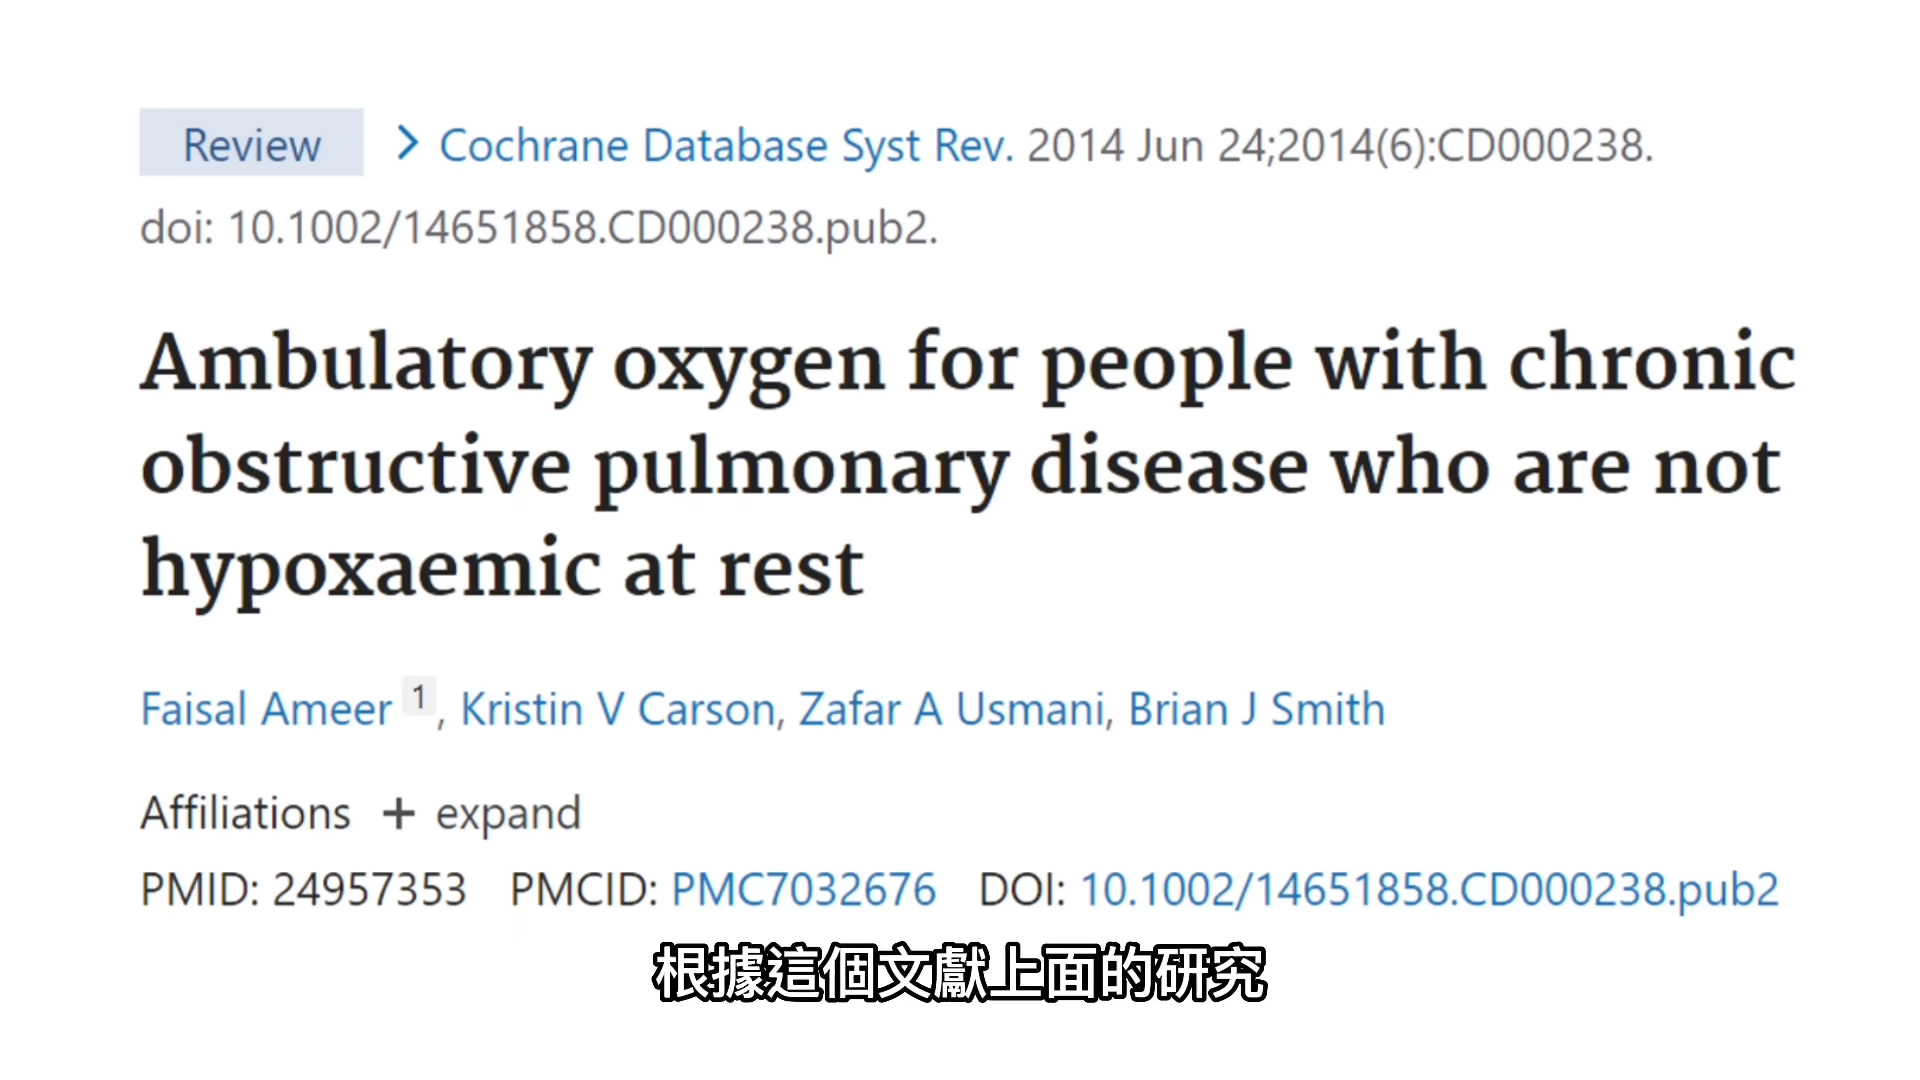 Review > Cochrane Database Syst Rev. 2014 Jun 24;2014(6):CD000238.
doi: 10.1002/14651858.CD000238.pub2.
Ambulatory oxygen for people with chronic
obstructive pulmonary disease who are not
hypoxaemic at rest
Faisal Ameer 1, Kristin V Carson, Zafar A Usmani, Brian J Smith
Affiliations + expand
PMID: 24957353 PMCID: PMC7032676 DOI: 10.1002/14651858.CD000238.pub2
根據這個文獻上面的研究